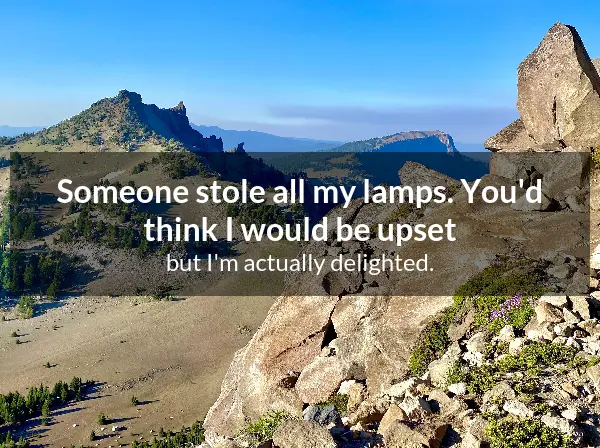 Someone stole all my lamps. You'd
think I would be upset
but I'm actually delighted.